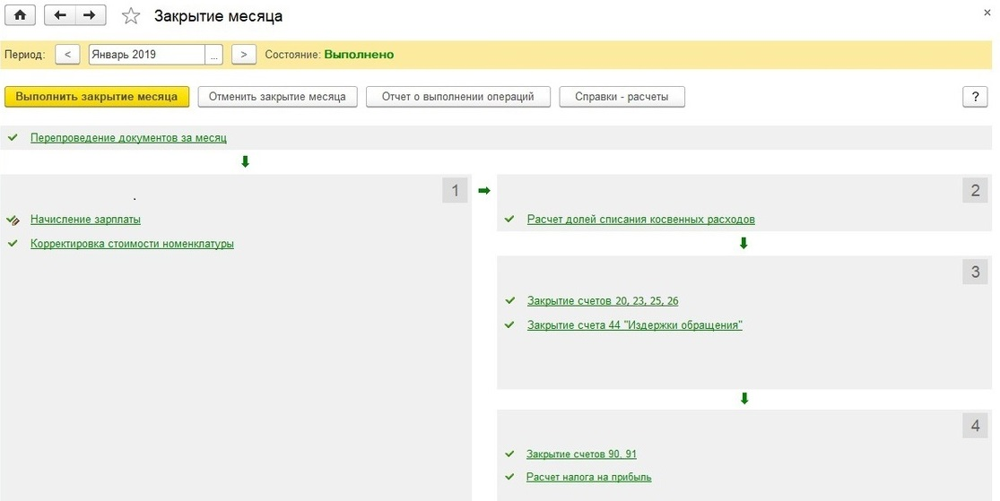 Закрытие месяца
Период: < Январь 2019 ... > Состояние: Выполнено
Выполнить закрытие месяца Отменить закрытие месяца Отчет о выполнении операций Справки - расчеты ?
Перепроведение документов за месяц
1
Начисление зарплаты
Корректировка стоимости номенклатуры
2
Расчет долей списания косвенных расходов
3
Закрытие счетов 20, 23, 25, 26
Закрытие счета 44 "Издержки обращения"
4
Закрытие счетов 90, 91
Расчет налога на прибыль